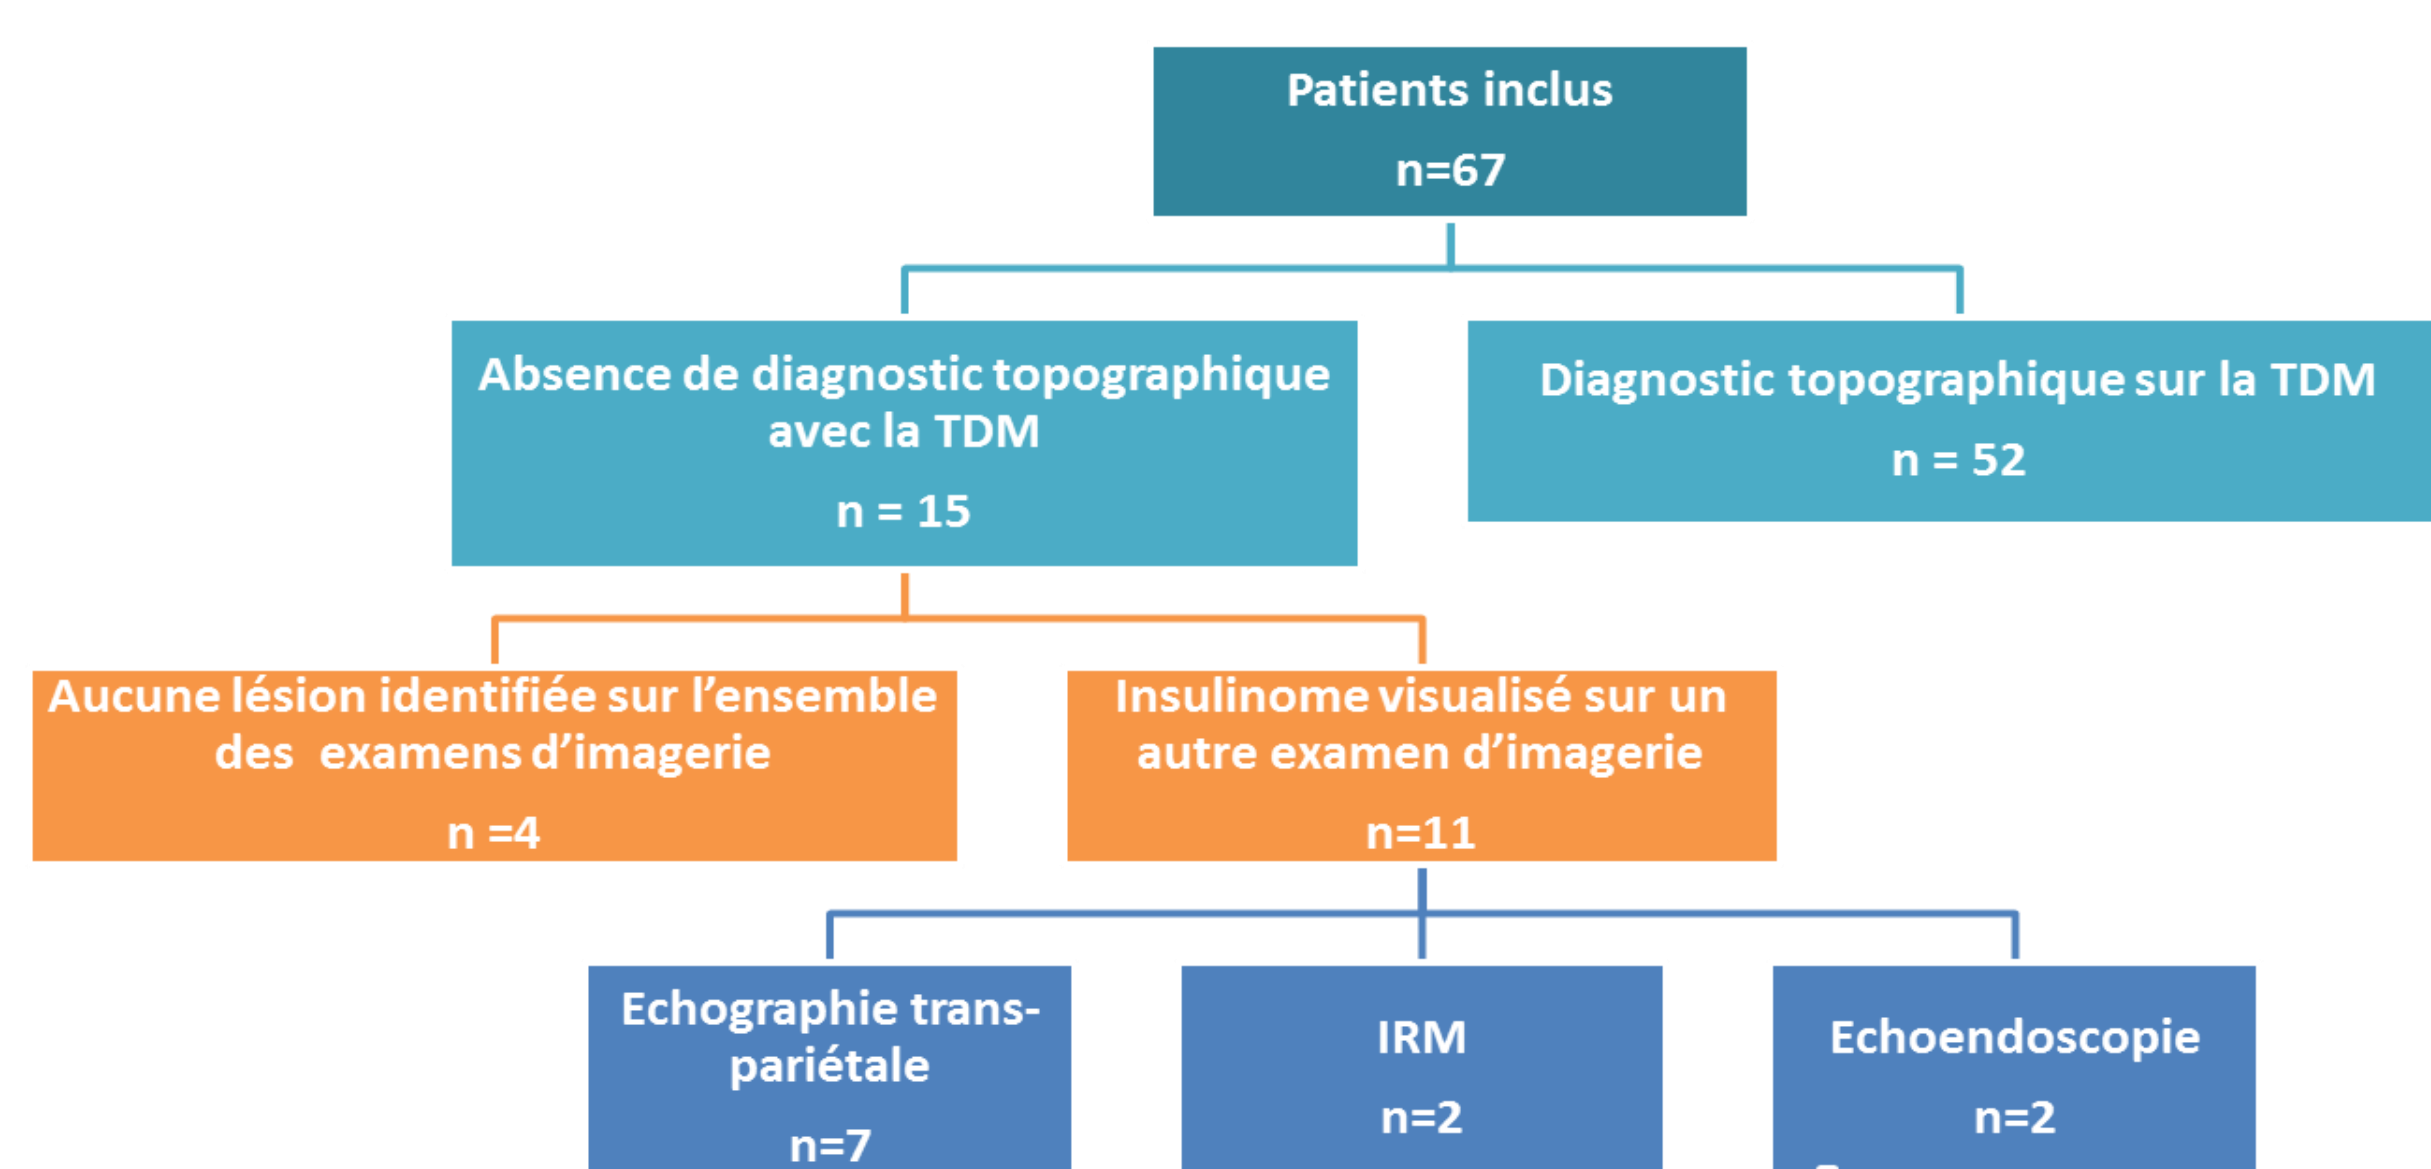 Patients inclus
n=67
Absence de diagnostic topographique
avec la TDM
n = 15
Diagnostic topographique sur la TDM
n = 52
Aucune lésion identifiée sur l’ensemble
des  examens d’imagerie
n =4
Insulinome visualisé sur un
autre examen d’imagerie
n=11
Echographie trans-
pariétale
n=7
IRM
n=2
Echoendoscopie
n=2